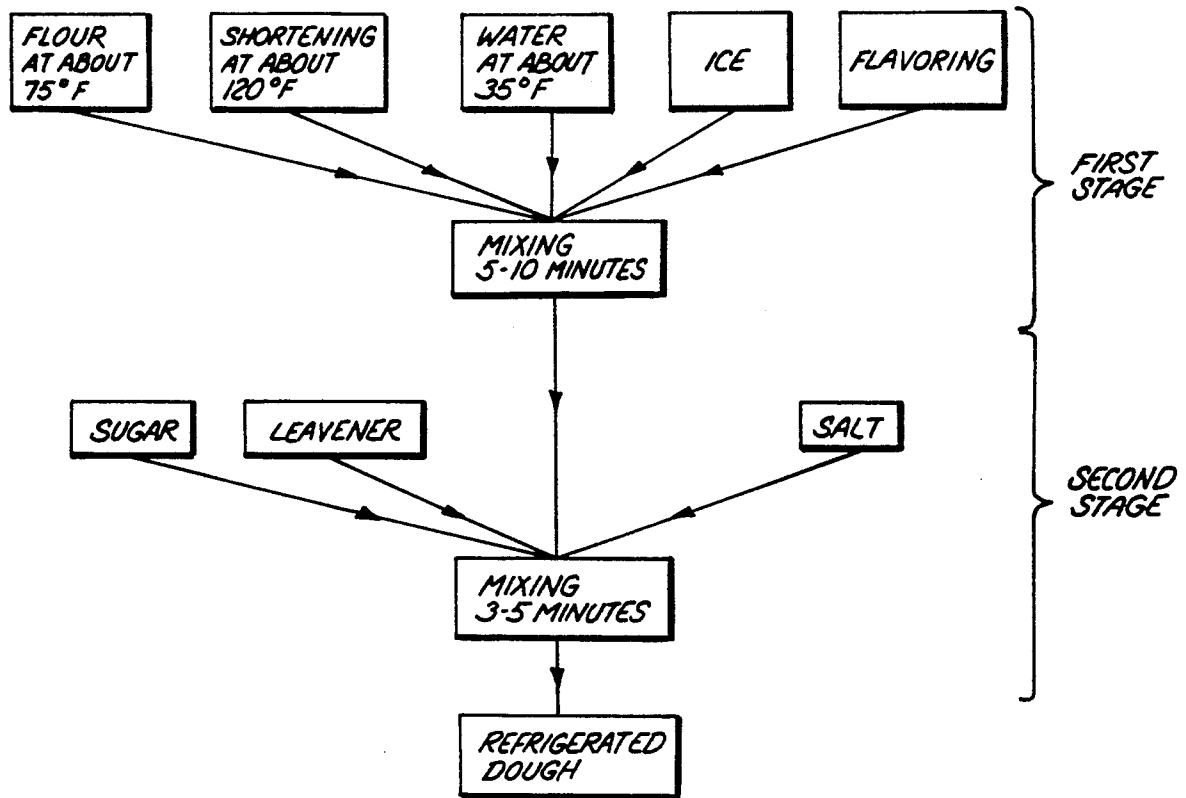 FLOUR
AT ABOUT
75°F
SHORTENING
AT ABOUT
120°F
WATER
AT ABOUT
35°F
ICE
FLAVORING
FIRST
STAGE
MIXING
5-10 MINUTES
SUGAR
LEAVENER
SALT
SECOND
STAGE
MIXING
3-5 MINUTES
REFRIGERATED
DOUGH